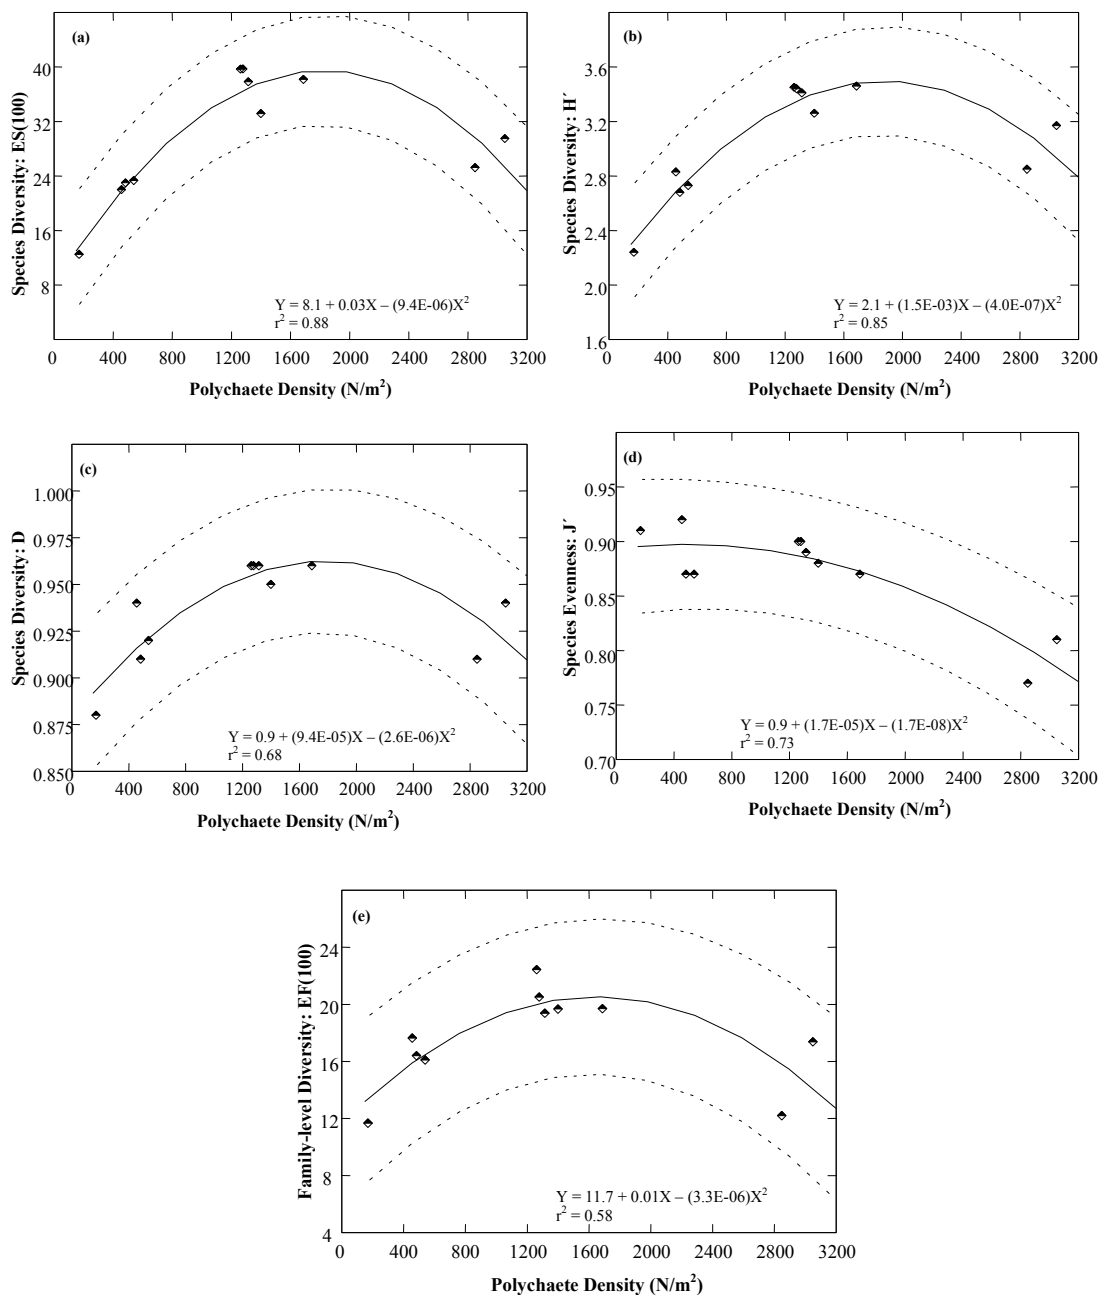 (a)
Species Diversity: ES(100)
40
32
24
16
8
Y = 8.1 + 0.03X – (9.4E-06)X²
r² = 0.88
0 400 800 1200 1600 2000 2400 2800 3200
Polychaete Density (N/m²)
(b)
Species Diversity: H´
3.6
3.2
2.8
2.4
2.0
1.6
Y = 2.1 + (1.5E-03)X – (4.0E-07)X²
r² = 0.85
0 400 800 1200 1600 2000 2400 2800 3200
Polychaete Density (N/m²)
(c)
Species Diversity: D
1.000
0.975
0.950
0.925
0.900
0.875
0.850
Y = 0.9 + (9.4E-05)X – (2.6E-06)X²
r² = 0.68
0 400 800 1200 1600 2000 2400 2800 3200
Polychaete Density (N/m²)
(d)
Species Evenness: J´
0.95
0.90
0.85
0.80
0.75
0.70
Y = 0.9 + (1.7E-05)X – (1.7E-08)X²
r² = 0.73
0 400 800 1200 1600 2000 2400 2800 3200
Polychaete Density (N/m²)
(e)
Family-level Diversity: EF(100)
24
20
16
12
8
4
Y = 11.7 + 0.01X – (3.3E-06)X²
r² = 0.58
0 400 800 1200 1600 2000 2400 2800 3200
Polychaete Density (N/m²)